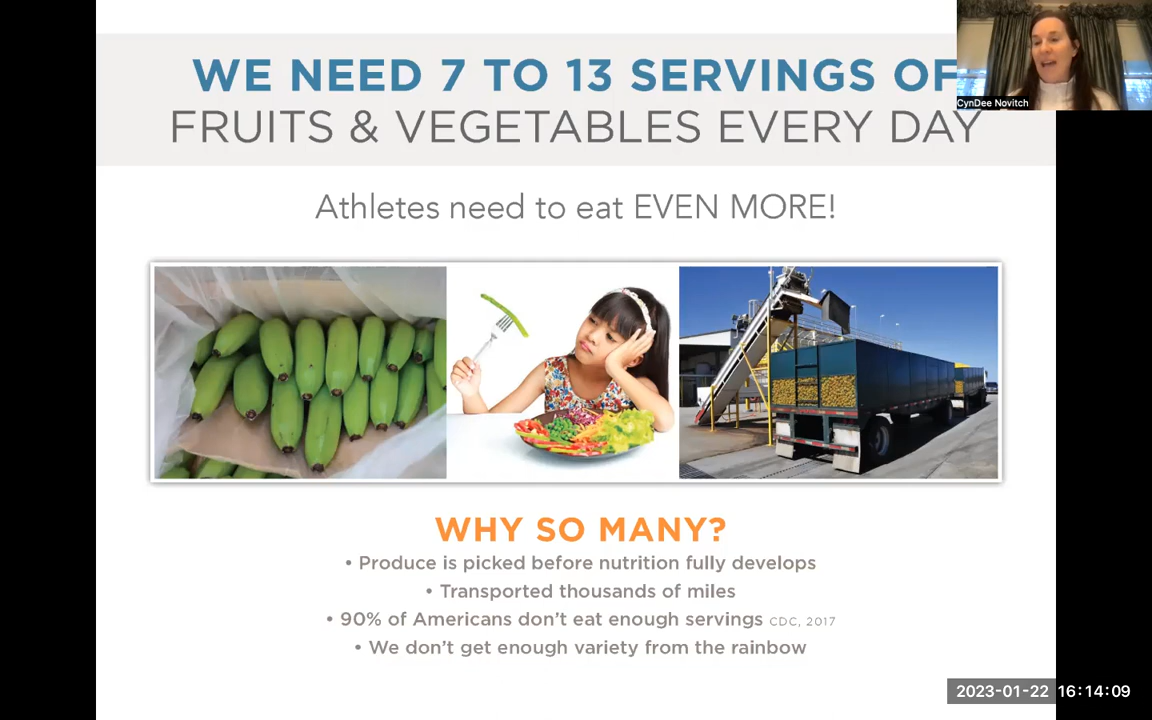 WE NEED 7 TO 13 SERVINGS OF
FRUITS & VEGETABLES EVERY DAY
CynDee Novitch
Athletes need to eat EVEN MORE!
WHY SO MANY?
• Produce is picked before nutrition fully develops
• Transported thousands of miles
• 90% of Americans don't eat enough servings CDC, 2017
• We don't get enough variety from the rainbow
2023-01-22 16:14:09